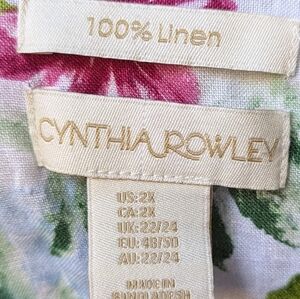 100% Linen
CYNTHIA ROWLEY
US: 2X
CA: 2X
UK: 22/24
EU: 48/50
AU: 22/24
MADE IN
BANGLADESH